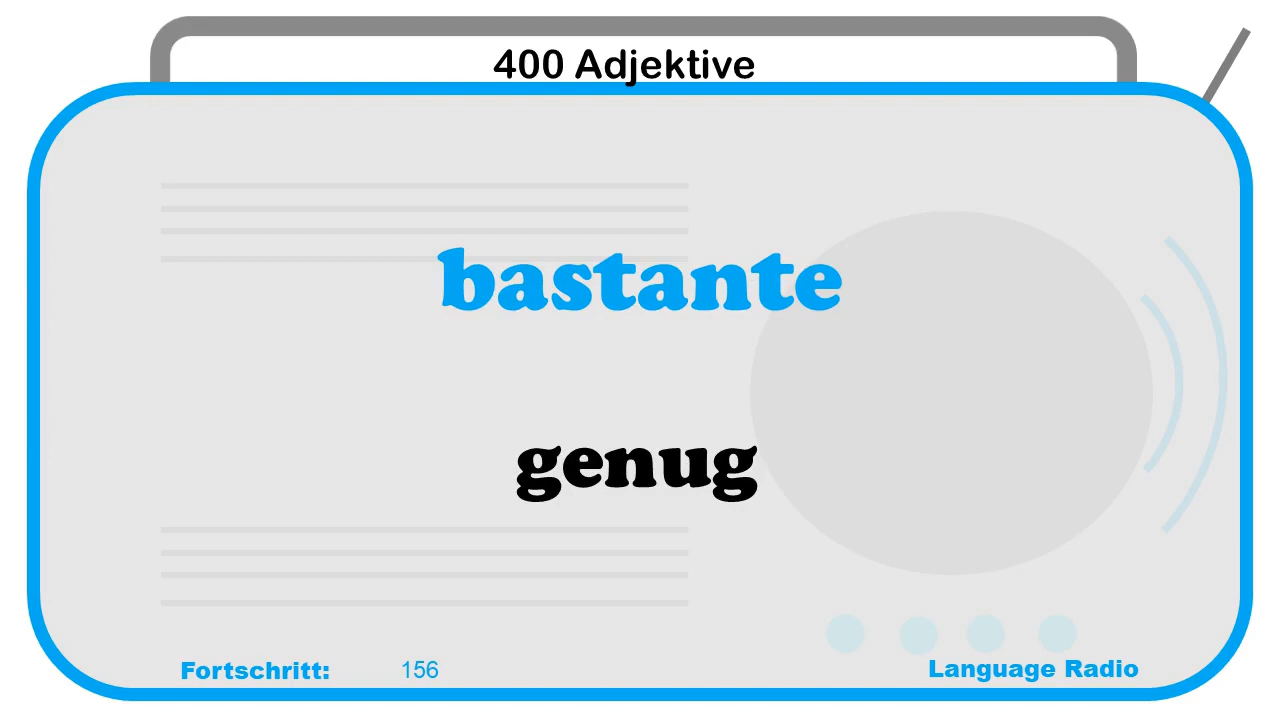 400 Adjektive
bastante
genug
Fortschritt: 156
Language Radio